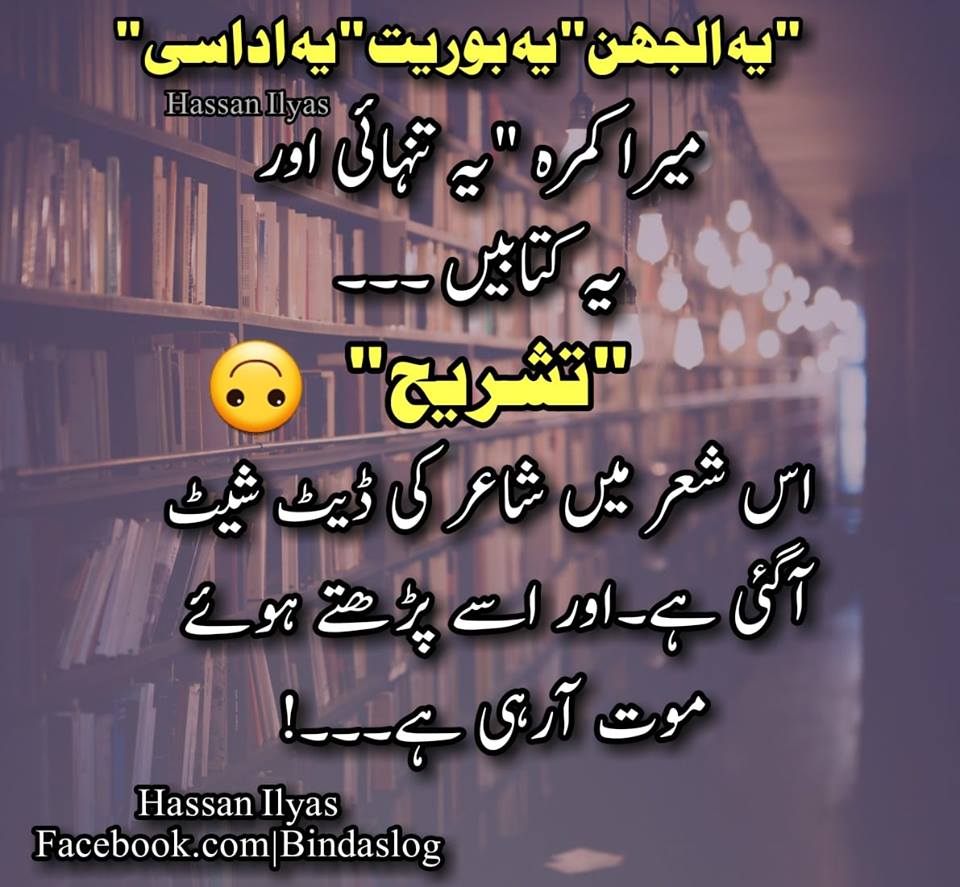 "یہ الجھن"یہ بوریت"یہ اداسی"
Hassan Ilyas
میرا کمرہ "یہ تنہائی اور
یہ کتابیں ---
"تشریح"
اس شعر میں شاعر کی ڈیٹ شیٹ
آگئی ہے۔اور اسے پڑھتے ہوئے
موت آرہی ہے۔۔۔!
Hassan Ilyas
Facebook.com|Bindaslog